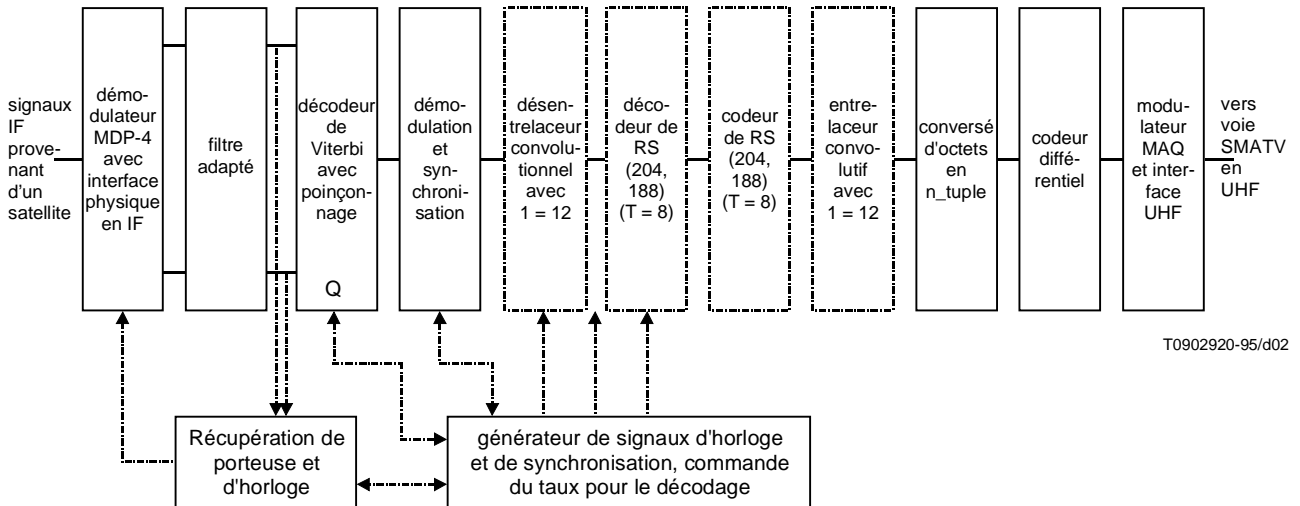 signaux
IF
prove-
nant
d'un
satellite
démo-
dulateur
MDP-4
avec
interface
physique
en IF
filtre
adapté
décodeur
de
Viterbi
avec
poinçon-
nage
Q
démo-
dulation
et
syn-
chroni-
sation
désen-
trelaceur
convolu-
tionnel
avec
1 = 12
déco-
deur de
RS
(204,
188)
(T = 8)
codeur
de RS
(204,
188)
(T = 8)
entre-
laceur
convo-
lutif
avec
1 = 12
conversé
d'octets
en
n_tuple
codeur
diffé-
rentiel
modu-
lateur
MAQ
et inter-
face
UHF
vers
voie
SMATV
en
UHF
T0902920-95/d02
Récupération de
porteuse et
d'horloge
générateur de signaux d'horloge
et de synchronisation, commande
du taux pour le décodage